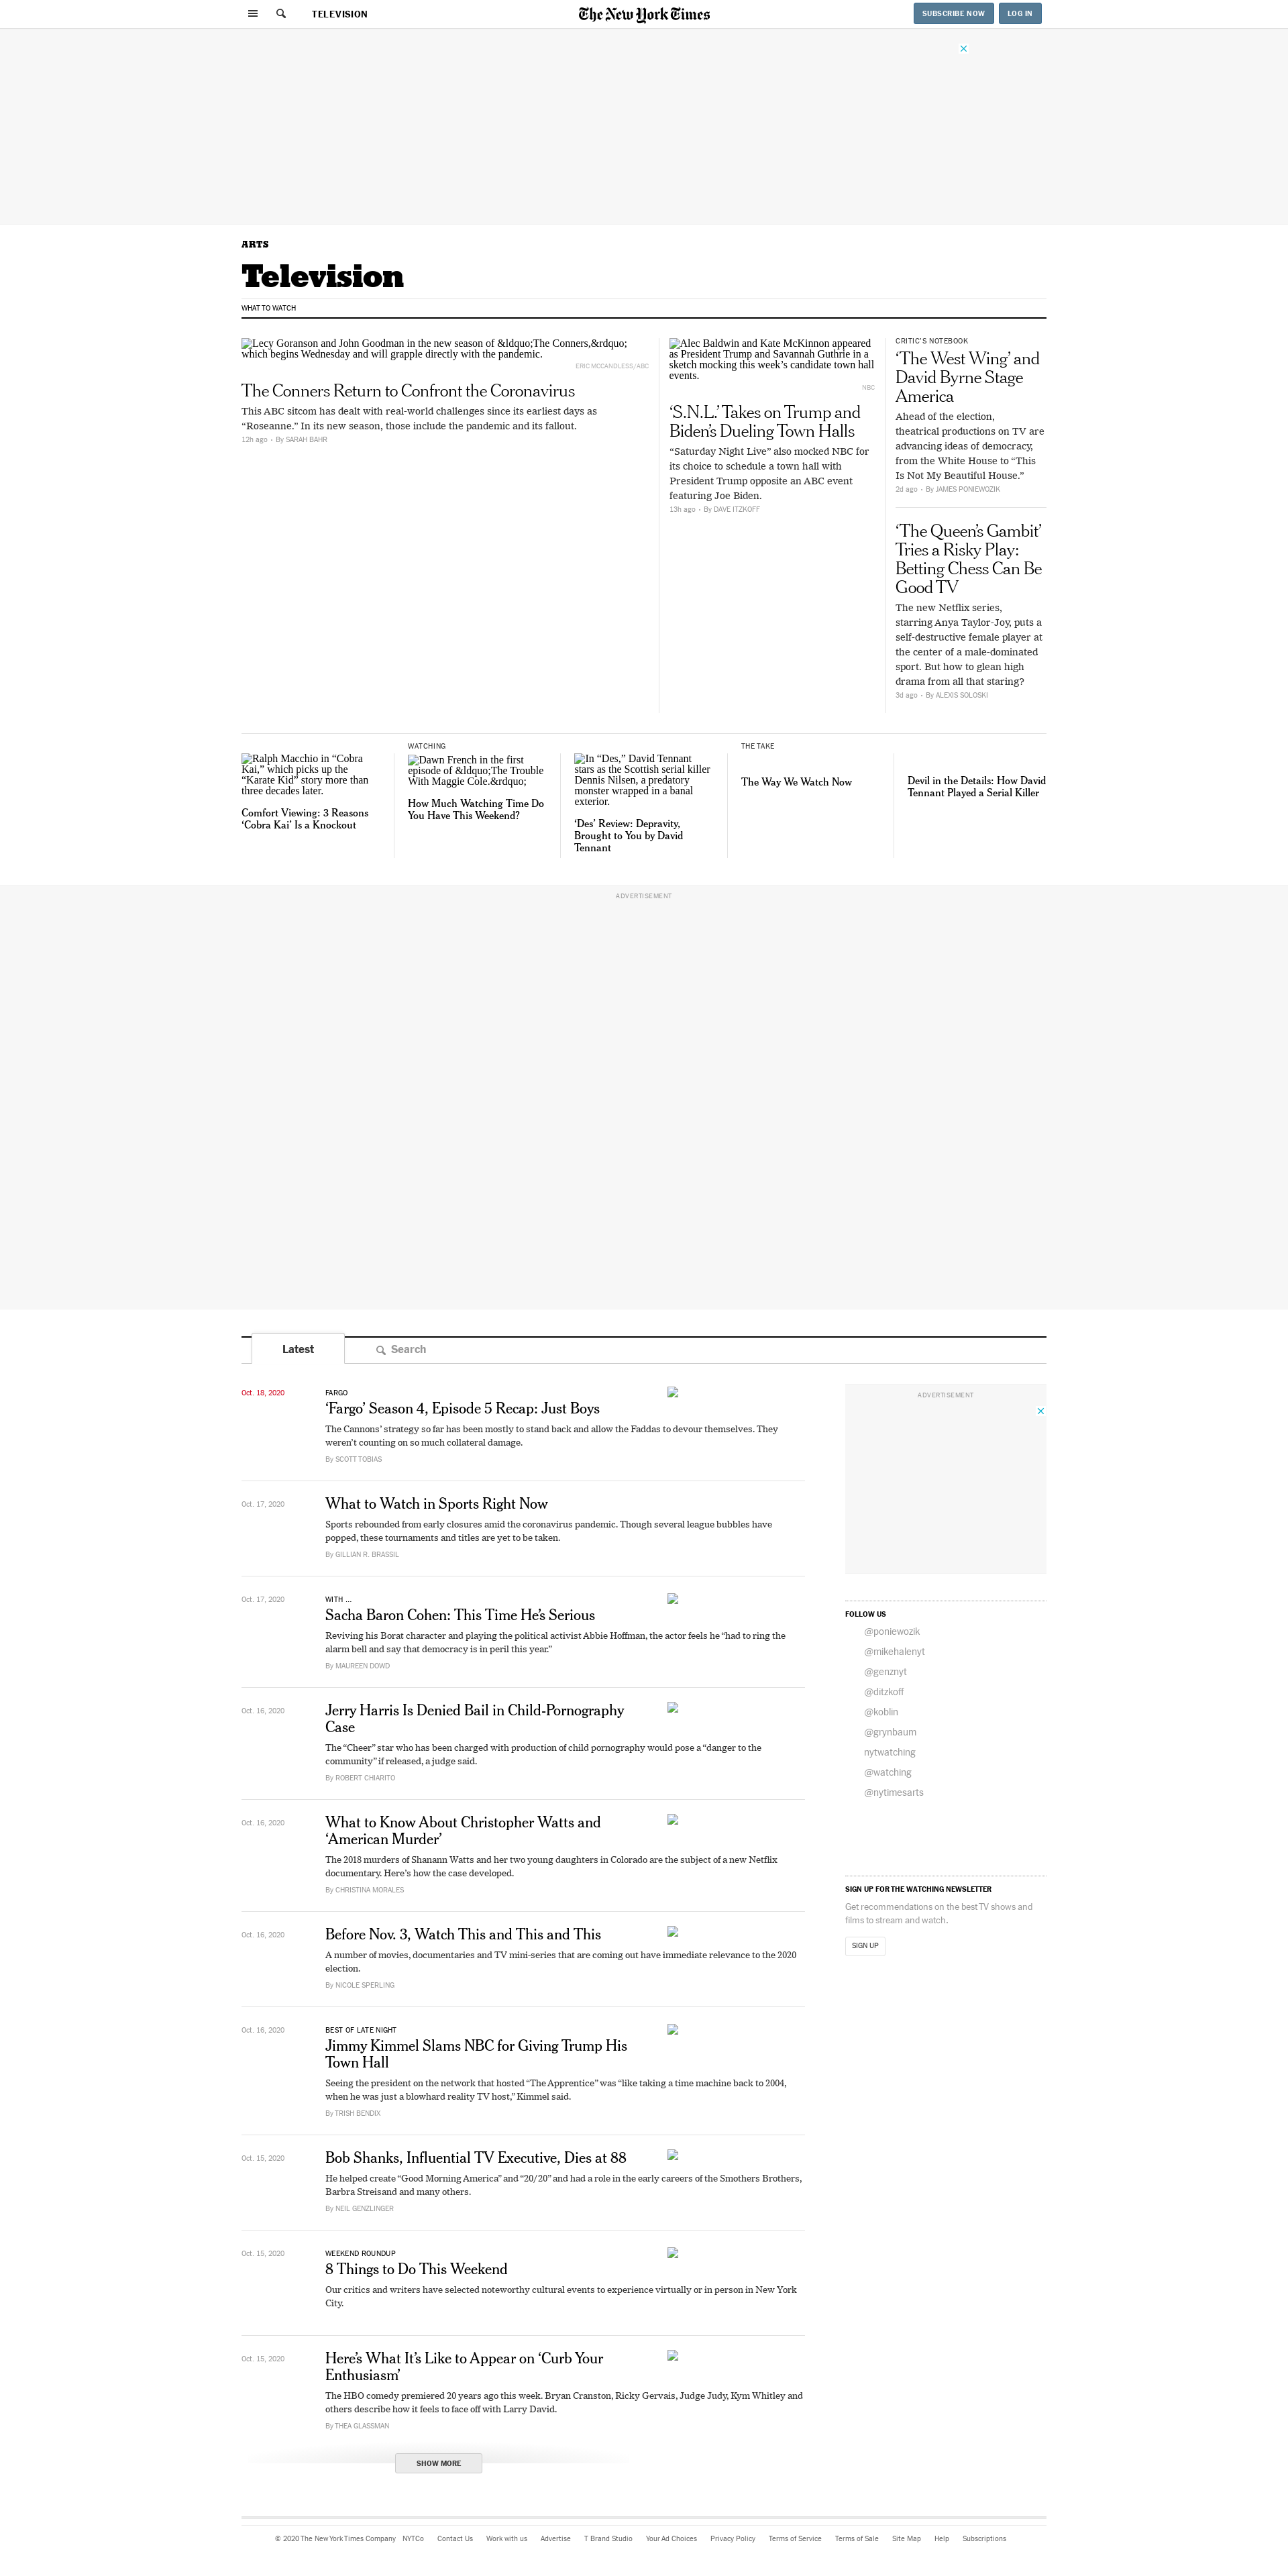 TELEVISION
The New York Times
SUBSCRIBE NOW
LOG IN
ARTS
Television
WHAT TO WATCH
Lecy Goranson and John Goodman in the new season of &ldquo;The Conners,&rdquo;
which begins Wednesday and will grapple directly with the pandemic.
ERIC MCCANDLESS/ABC
The Conners Return to Confront the Coronavirus
This ABC sitcom has dealt with real-world challenges since its earliest days as
“Roseanne.” In its new season, those include the pandemic and its fallout.
12h ago • By SARAH BAHR
Alec Baldwin and Kate McKinnon appeared
as President Trump and Savannah Guthrie in a
sketch mocking this week’s candidate town hall
events.
NBC
‘S.N.L.’ Takes on Trump and
Biden’s Dueling Town Halls
“Saturday Night Live” also mocked NBC for
its choice to schedule a town hall with
President Trump opposite an ABC event
featuring Joe Biden.
13h ago • By DAVE ITZKOFF
CRITIC’S NOTEBOOK
‘The West Wing’ and
David Byrne Stage
America
Ahead of the election,
theatrical productions on TV are
advancing ideas of democracy,
from the White House to “This
Is Not My Beautiful House.”
2d ago • By JAMES PONIEWOZIK
‘The Queen’s Gambit’
Tries a Risky Play:
Betting Chess Can Be
Good TV
The new Netflix series,
starring Anya Taylor-Joy, puts a
self-destructive female player at
the center of a male-dominated
sport. But how to glean high
drama from all that staring?
3d ago • By ALEXIS SOLOSKI
Ralph Macchio in “Cobra
Kai,” which picks up the
“Karate Kid” story more than
three decades later.
Comfort Viewing: 3 Reasons
‘Cobra Kai’ Is a Knockout
WATCHING
Dawn French in the first
episode of &ldquo;The Trouble
With Maggie Cole.&rdquo;
How Much Watching Time Do
You Have This Weekend?
In “Des,” David Tennant
stars as the Scottish serial killer
Dennis Nilsen, a predatory
monster wrapped in a banal
exterior.
‘Des’ Review: Depravity,
Brought to You by David
Tennant
THE TAKE
The Way We Watch Now
Devil in the Details: How David
Tennant Played a Serial Killer
ADVERTISEMENT
Latest
Search
Oct. 18, 2020
FARGO
‘Fargo’ Season 4, Episode 5 Recap: Just Boys
The Cannons’ strategy so far has been mostly to stand back and allow the Faddas to devour themselves. They
weren’t counting on so much collateral damage.
By SCOTT TOBIAS
Oct. 17, 2020
What to Watch in Sports Right Now
Sports rebounded from early closures amid the coronavirus pandemic. Though several league bubbles have
popped, these tournaments and titles are yet to be taken.
By GILLIAN R. BRASSIL
Oct. 17, 2020
WITH ...
Sacha Baron Cohen: This Time He’s Serious
Reviving his Borat character and playing the political activist Abbie Hoffman, the actor feels he “had to ring the
alarm bell and say that democracy is in peril this year.”
By MAUREEN DOWD
Oct. 16, 2020
Jerry Harris Is Denied Bail in Child-Pornography
Case
The “Cheer” star who has been charged with production of child pornography would pose a “danger to the
community” if released, a judge said.
By ROBERT CHIARITO
Oct. 16, 2020
What to Know About Christopher Watts and
‘American Murder’
The 2018 murders of Shanann Watts and her two young daughters in Colorado are the subject of a new Netflix
documentary. Here’s how the case developed.
By CHRISTINA MORALES
Oct. 16, 2020
Before Nov. 3, Watch This and This and This
A number of movies, documentaries and TV mini-series that are coming out have immediate relevance to the 2020
election.
By NICOLE SPERLING
Oct. 16, 2020
BEST OF LATE NIGHT
Jimmy Kimmel Slams NBC for Giving Trump His
Town Hall
Seeing the president on the network that hosted “The Apprentice” was “like taking a time machine back to 2004,
when he was just a blowhard reality TV host,” Kimmel said.
By TRISH BENDIX
Oct. 15, 2020
Bob Shanks, Influential TV Executive, Dies at 88
He helped create “Good Morning America” and “20/20” and had a role in the early careers of the Smothers Brothers,
Barbra Streisand and many others.
By NEIL GENZLINGER
Oct. 15, 2020
WEEKEND ROUNDUP
8 Things to Do This Weekend
Our critics and writers have selected noteworthy cultural events to experience virtually or in person in New York
City.
Oct. 15, 2020
Here’s What It’s Like to Appear on ‘Curb Your
Enthusiasm’
The HBO comedy premiered 20 years ago this week. Bryan Cranston, Ricky Gervais, Judge Judy, Kym Whitley and
others describe how it feels to face off with Larry David.
By THEA GLASSMAN
SHOW MORE
ADVERTISEMENT
FOLLOW US
@poniewozik
@mikehalenyt
@genznyt
@ditzkoff
@koblin
@grynbaum
nytwatching
@watching
@nytimesarts
SIGN UP FOR THE WATCHING NEWSLETTER
Get recommendations on the best TV shows and
films to stream and watch.
SIGN UP
© 2020 The New York Times Company NYTCo Contact Us Work with us Advertise T Brand Studio Your Ad Choices Privacy Policy Terms of Service Terms of Sale Site Map Help Subscriptions